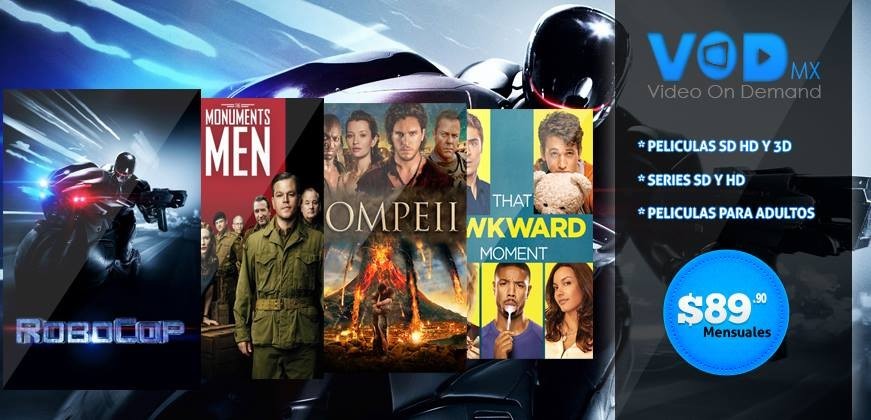 ROBOCOP
THE
MONUMENTS
MEN
OMPEII
THAT
WKWARD
MOMENT
VOD MX
Video On Demand
* PELICULAS SD HD Y 3D
* SERIES SD Y HD
* PELICULAS PARA ADULTOS
$89.90
Mensuales